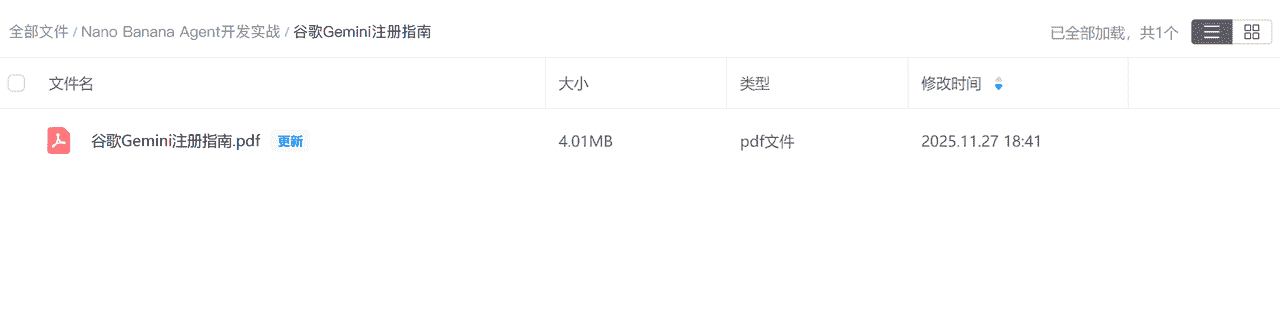 全部文件 / Nano Banana Agent开发实战 / 谷歌Gemini注册指南
已全部加载，共1个
文件名 大小 类型 修改时间
谷歌Gemini注册指南.pdf 更新 4.01MB pdf文件 2025.11.27 18:41